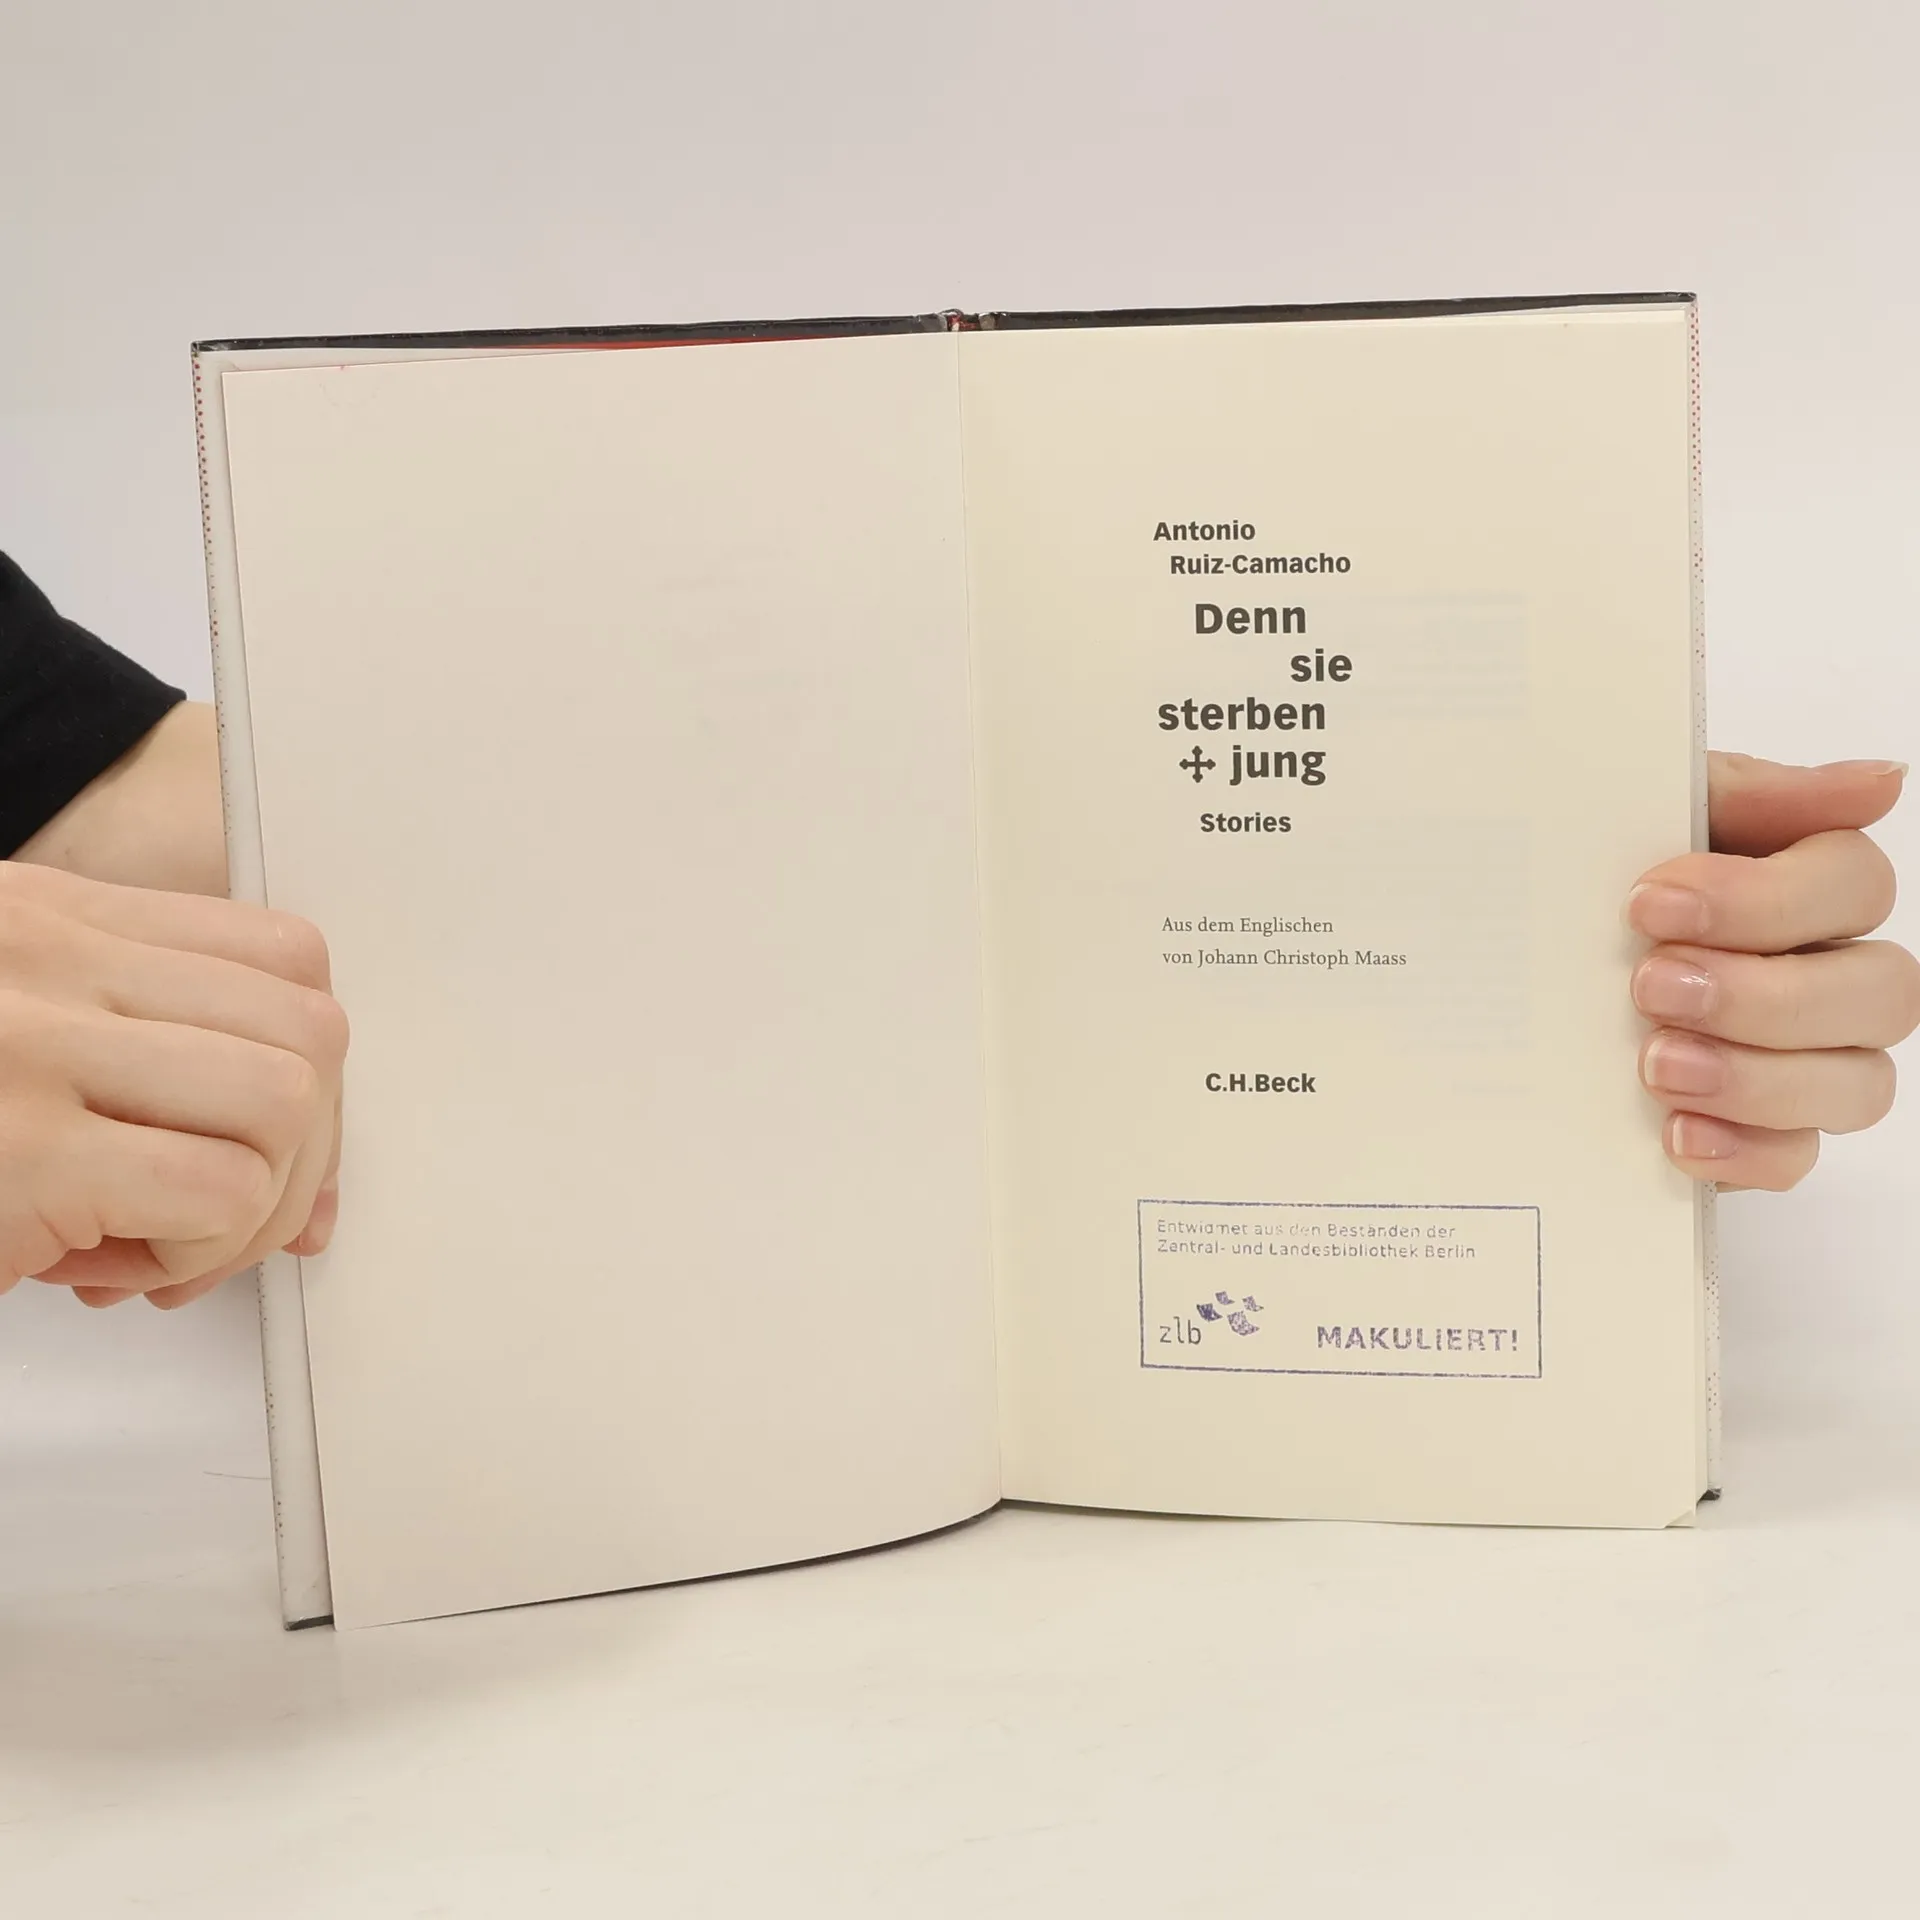 Antonio
Ruiz-Camacho
Denn
sie
sterben
jung
Stories
Aus dem Englischen
von Johann Christoph Maass
C.H.Beck
Entwidmet aus den Beständen der
Zentral- und Landesbibliothek Berlin
zlb
MAKULIERT!